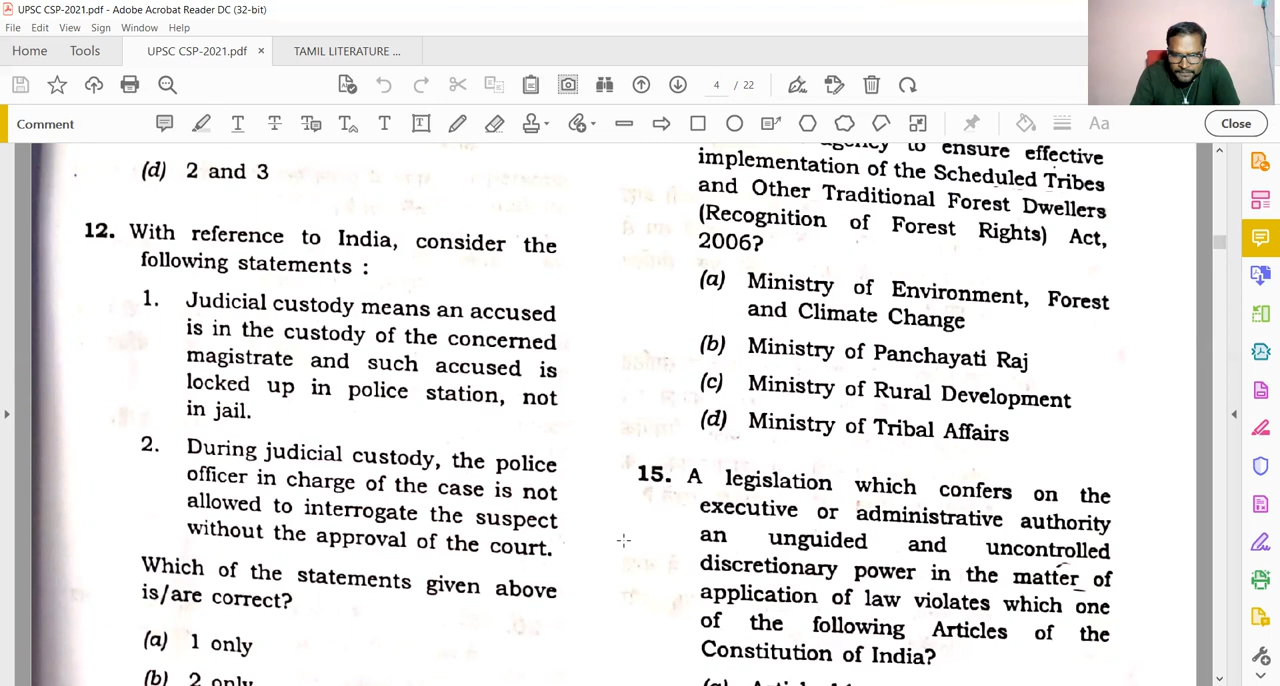 UPSC CSP-2021.pdf - Adobe Acrobat Reader DC (32-bit)
File Edit View Sign Window Help
Home Tools UPSC CSP-2021.pdf × TAMIL LITERATURE ...
4 / 22
Comment
Close
(d) 2 and 3
12. With reference to India, consider the
following statements :
1. Judicial custody means an accused
is in the custody of the concerned
magistrate and such accused is
locked up in police station, not
in jail.
2. During judicial custody, the police
officer in charge of the case is not
allowed to interrogate the suspect
without the approval of the court.
Which of the statements given above
is/are correct?
(a) 1 only
(b) 2 only
agency to ensure effective
implementation of the Scheduled Tribes
and Other Traditional Forest Dwellers
(Recognition of Forest Rights) Act,
2006?
(a) Ministry of Environment, Forest
and Climate Change
(b) Ministry of Panchayati Raj
(c) Ministry of Rural Development
(d) Ministry of Tribal Affairs
15. A legislation which confers on the
executive or administrative authority
an unguided and uncontrolled
discretionary power in the matter of
application of law violates which one
of the following Articles of the
Constitution of India?